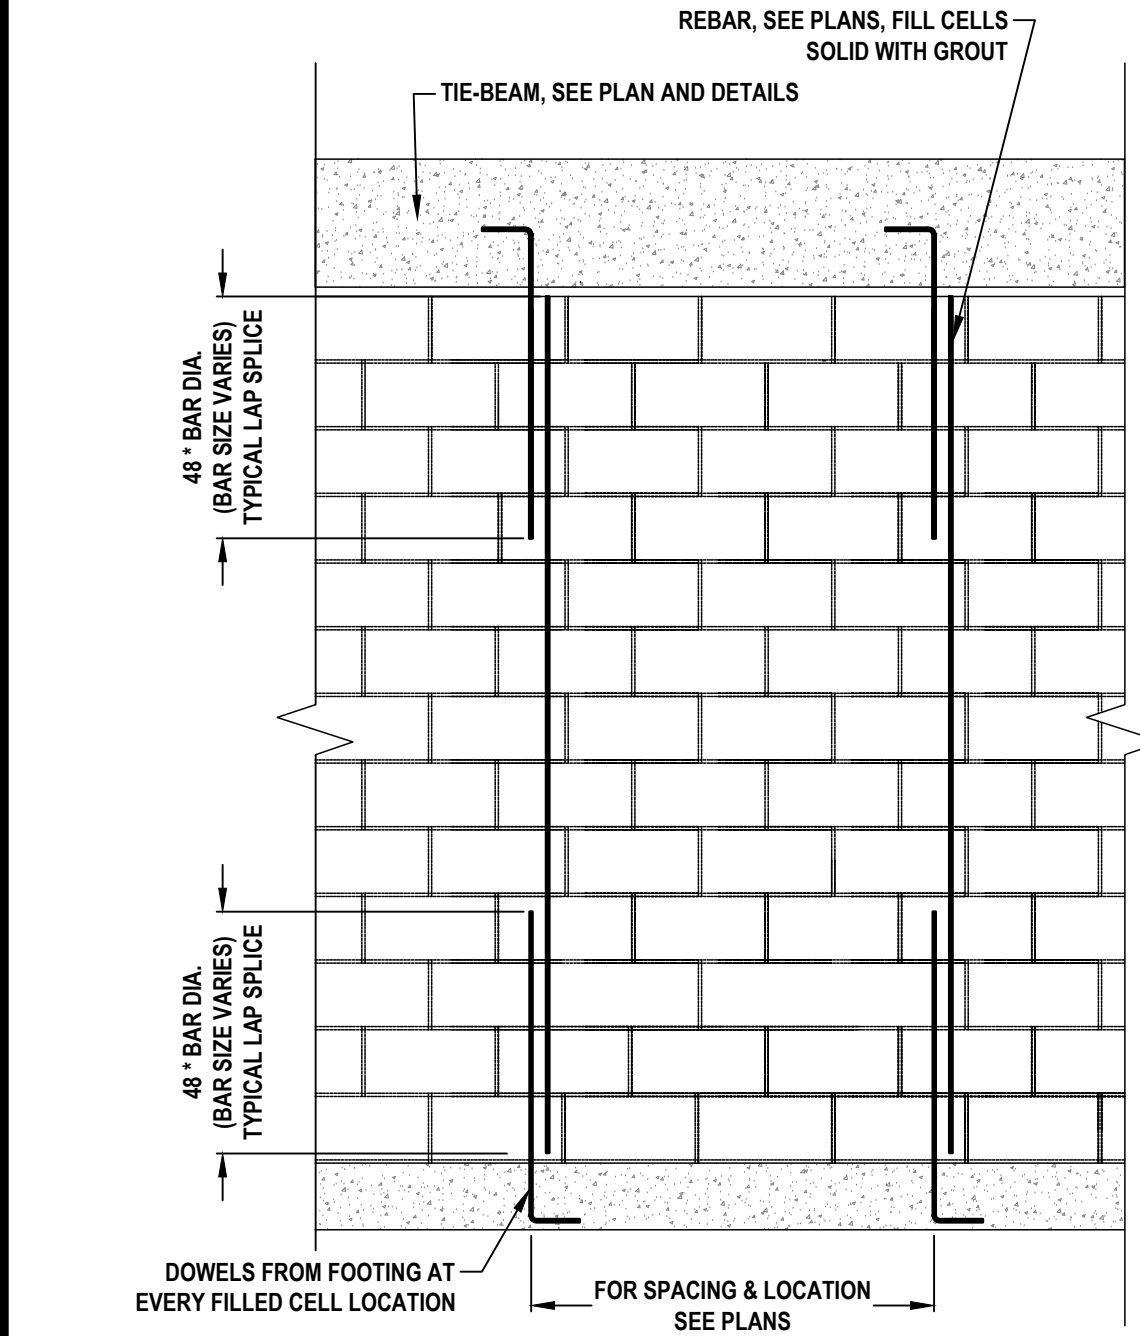 REBAR, SEE PLANS, FILL CELLS
SOLID WITH GROUT
TIE-BEAM, SEE PLAN AND DETAILS
48 * BAR DIA.
(BAR SIZE VARIES)
TYPICAL LAP SPLICE
48 * BAR DIA.
(BAR SIZE VARIES)
TYPICAL LAP SPLICE
DOWELS FROM FOOTING AT
EVERY FILLED CELL LOCATION
FOR SPACING & LOCATION
SEE PLANS